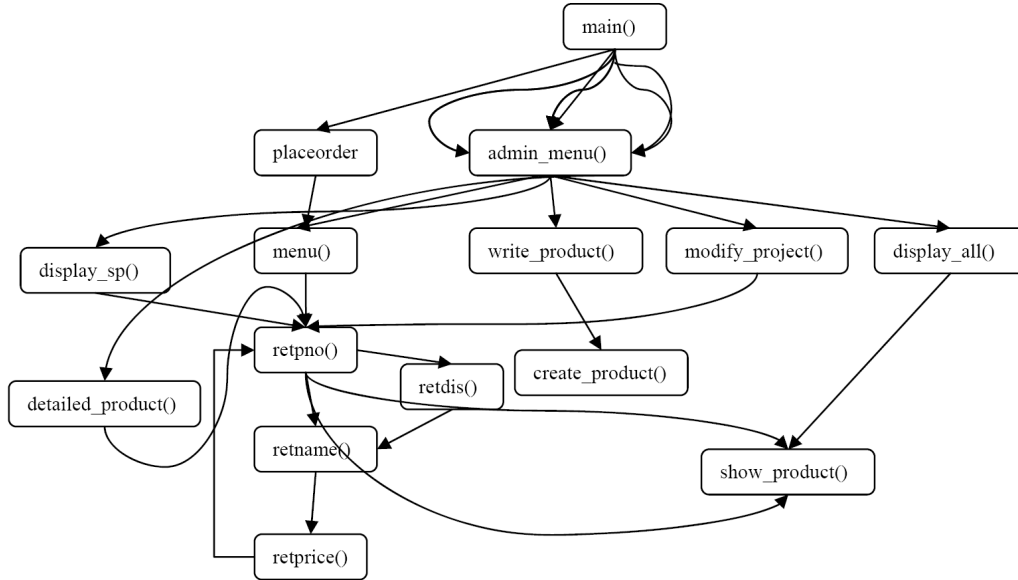 main()
placeorder
admin_menu()
display_sp()
menu()
write_product()
modify_project()
display_all()
retpno()
detailed_product()
retdis()
create_product()
retname()
show_product()
retprice()